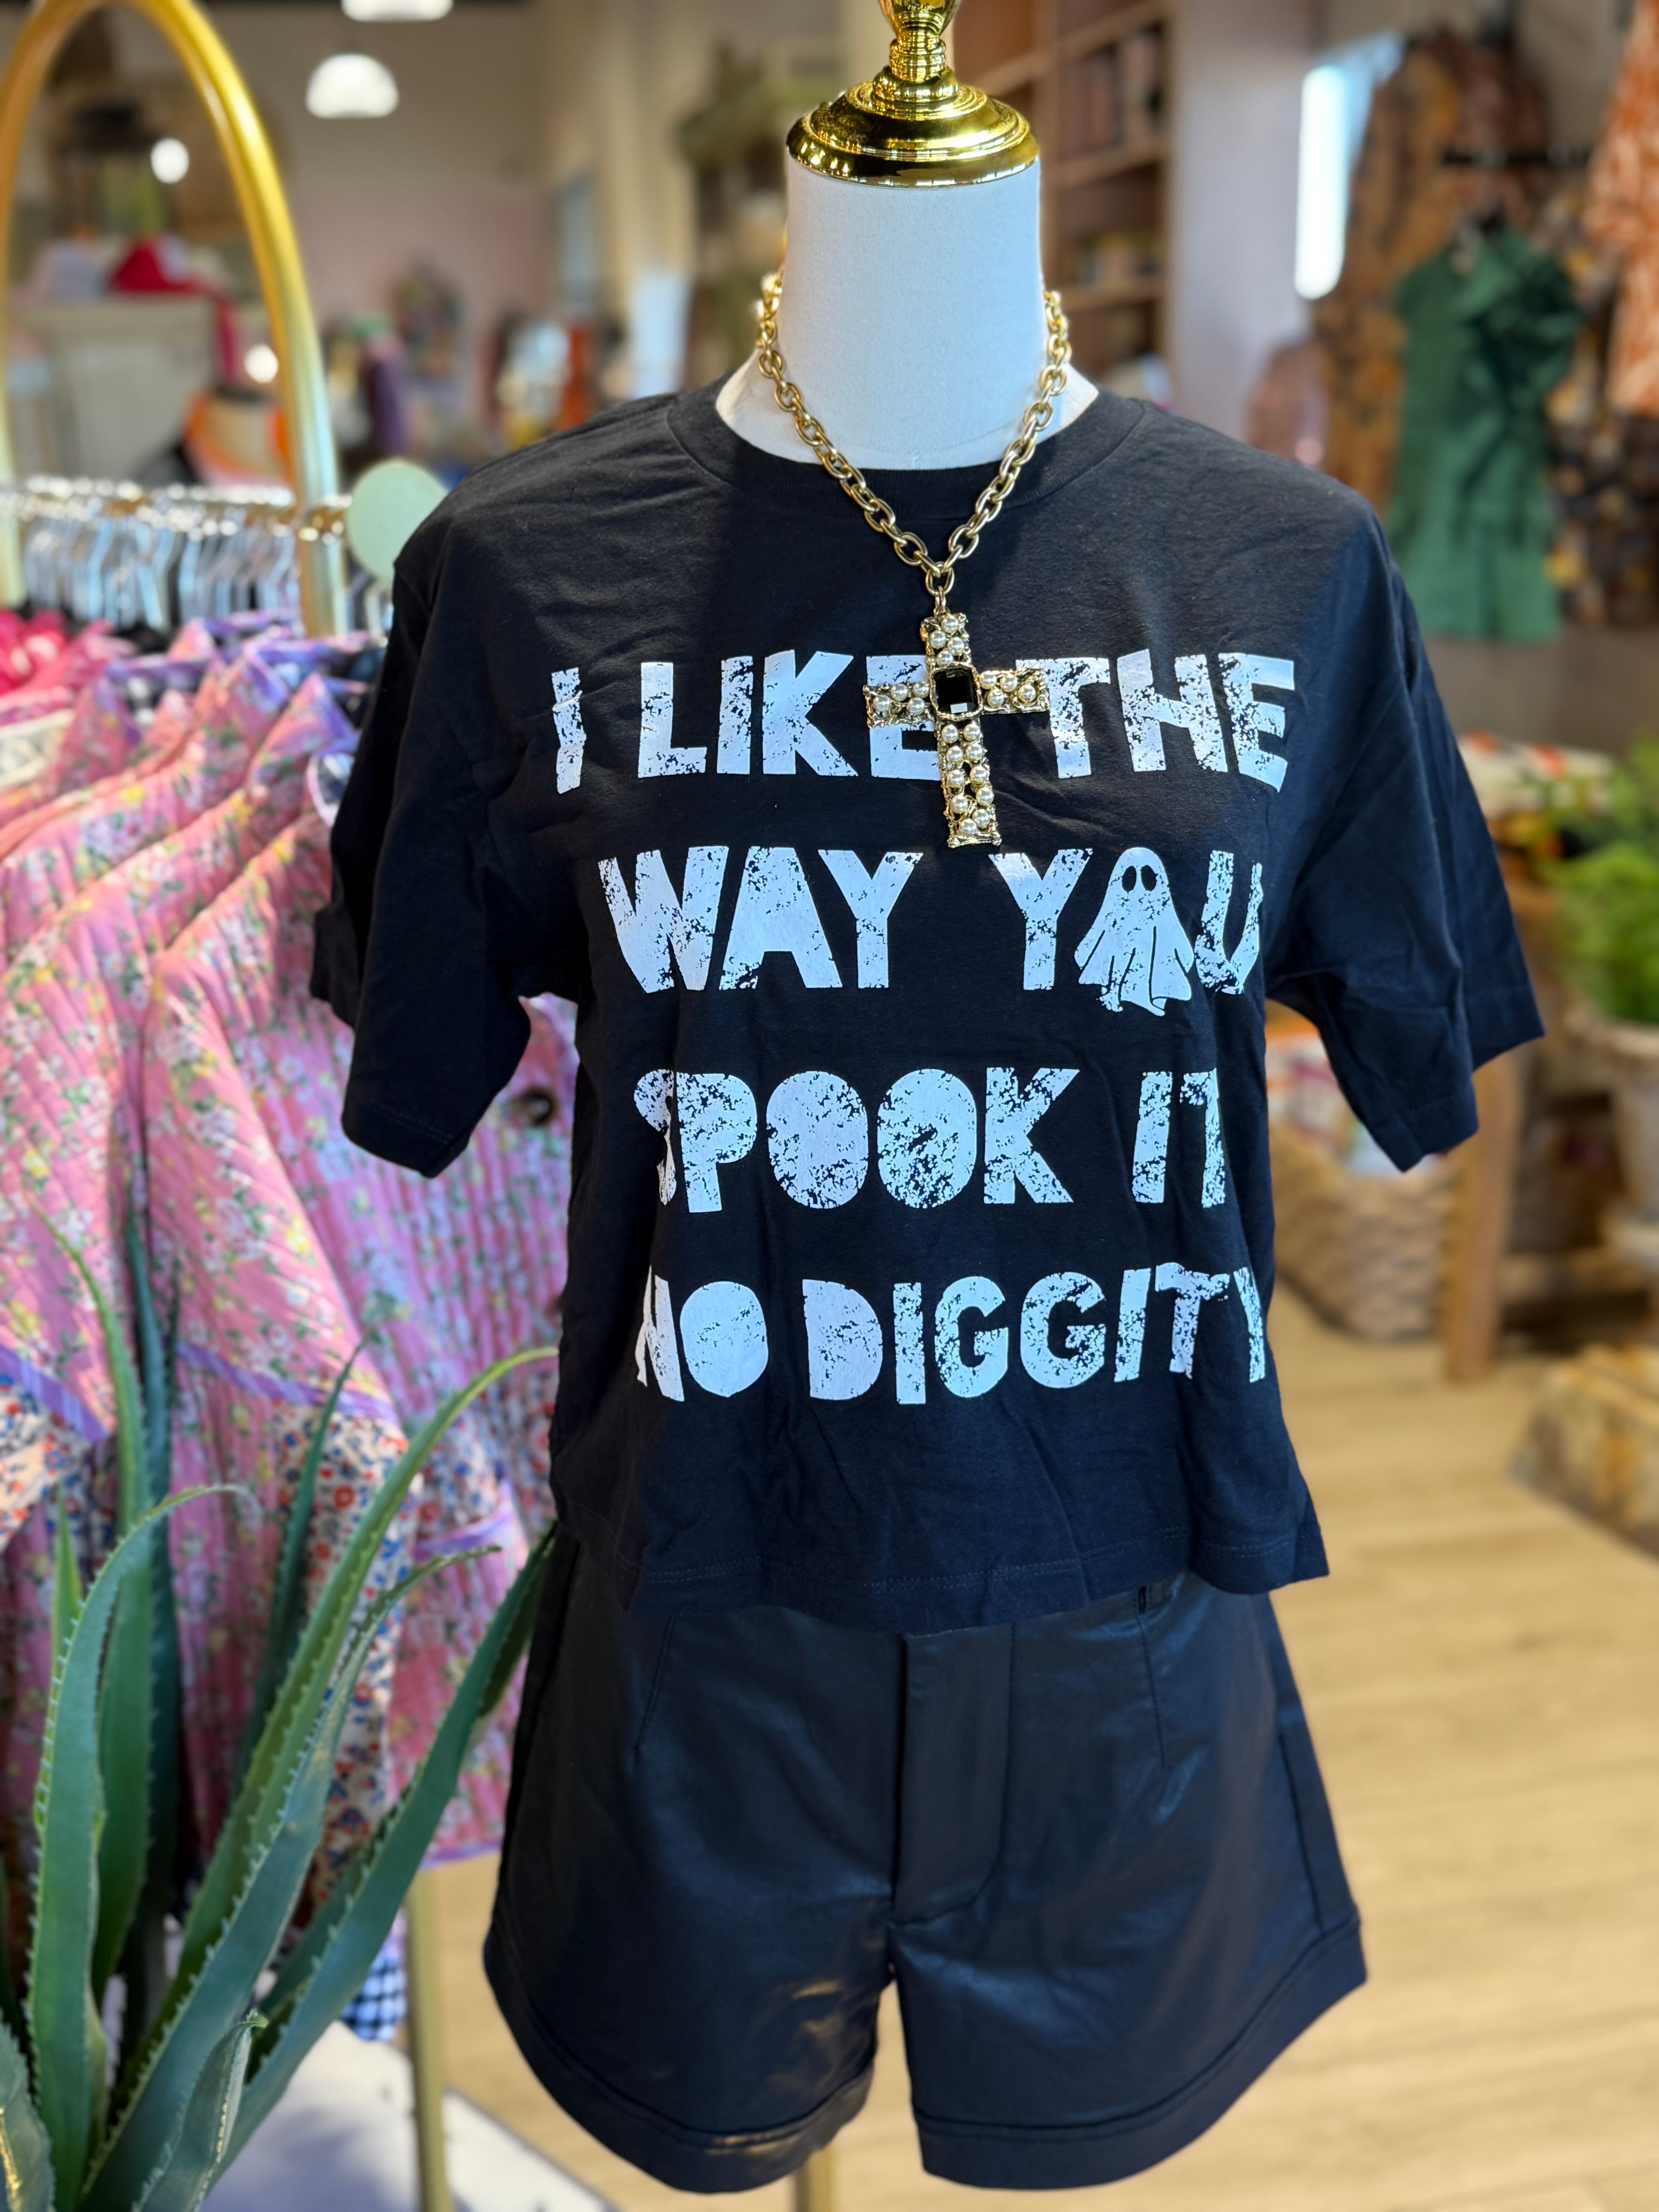 I LIKE THE
WAY YOU
SPOOK IT
NO DIGGITY